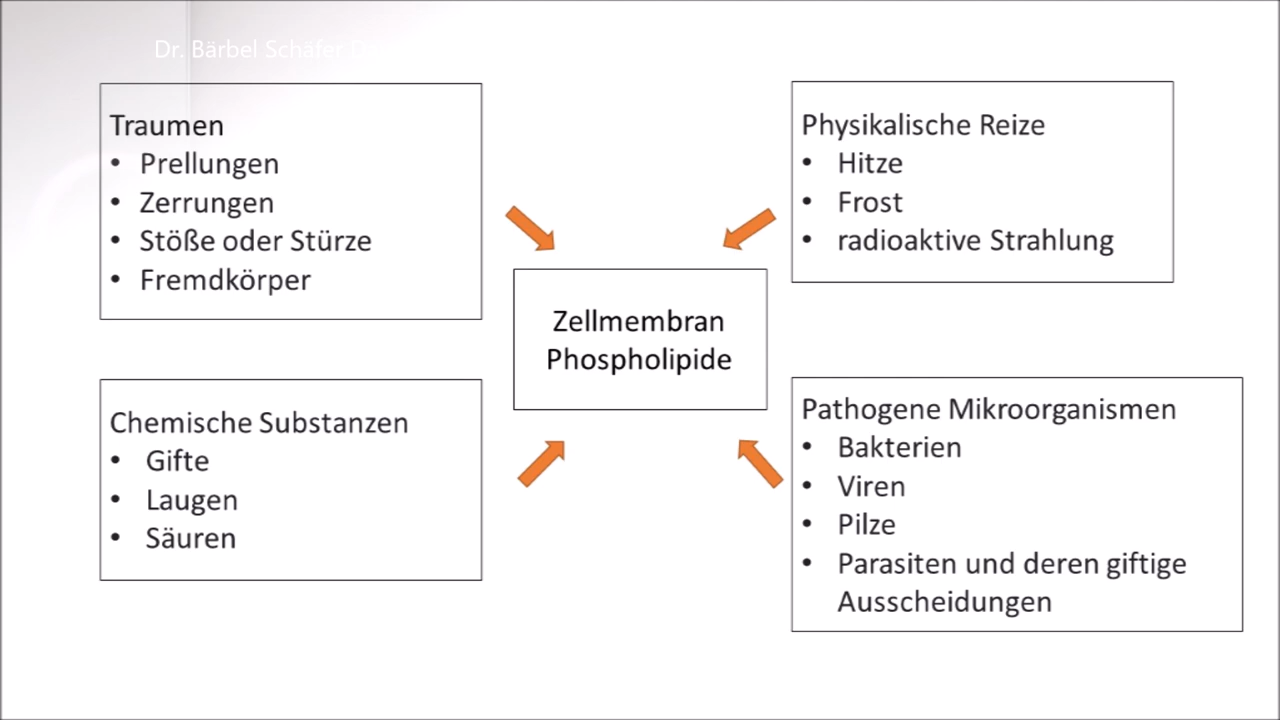 Dr. Bärbel Schäfer
Traumen
• Prellungen
• Zerrungen
• Stöße oder Stürze
• Fremdkörper
Physikalische Reize
• Hitze
• Frost
• radioaktive Strahlung
Zellmembran
Phospholipide
Chemische Substanzen
• Gifte
• Laugen
• Säuren
Pathogene Mikroorganismen
• Bakterien
• Viren
• Pilze
• Parasiten und deren giftige
Ausscheidungen